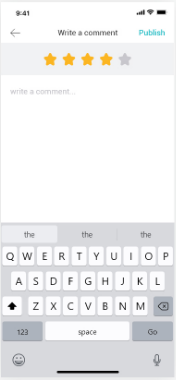 9:41
Write a comment
Publish
write a comment...
the the the
Q W E R T Y U I O P
A S D F G H J K L
Z X C V B N M
123 space Go